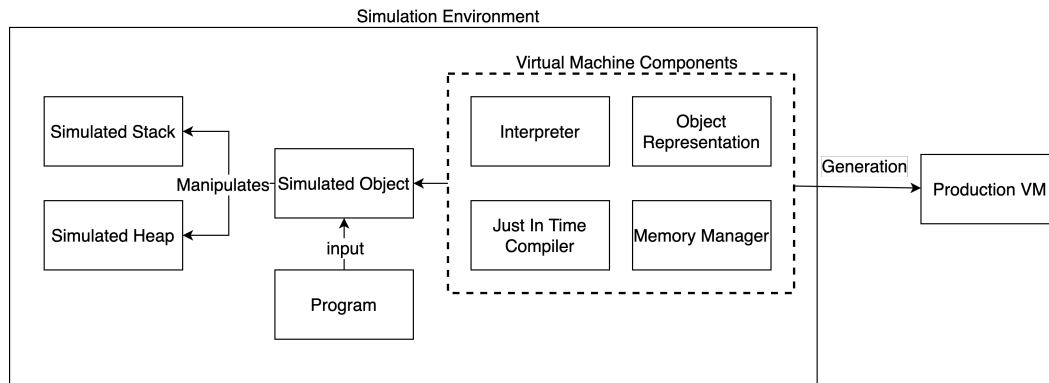 Simulation Environment
Virtual Machine Components
Simulated Stack
Interpreter
Object
Representation
Manipulates
Simulated Object
Generation
Production VM
Simulated Heap
input
Just In Time
Compiler
Memory Manager
Program